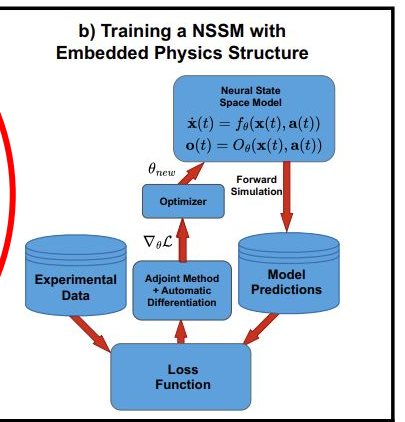 b) Training a NSSM with
Embedded Physics Structure
Neural State
Space Model
ẋ(t) = f_θ(x(t), a(t))
o(t) = O_θ(x(t), a(t))
θ_new
Forward
Simulation
Optimizer
∇_θ ℒ
Experimental
Data
Adjoint Method
+ Automatic
Differentiation
Model
Predictions
Loss
Function